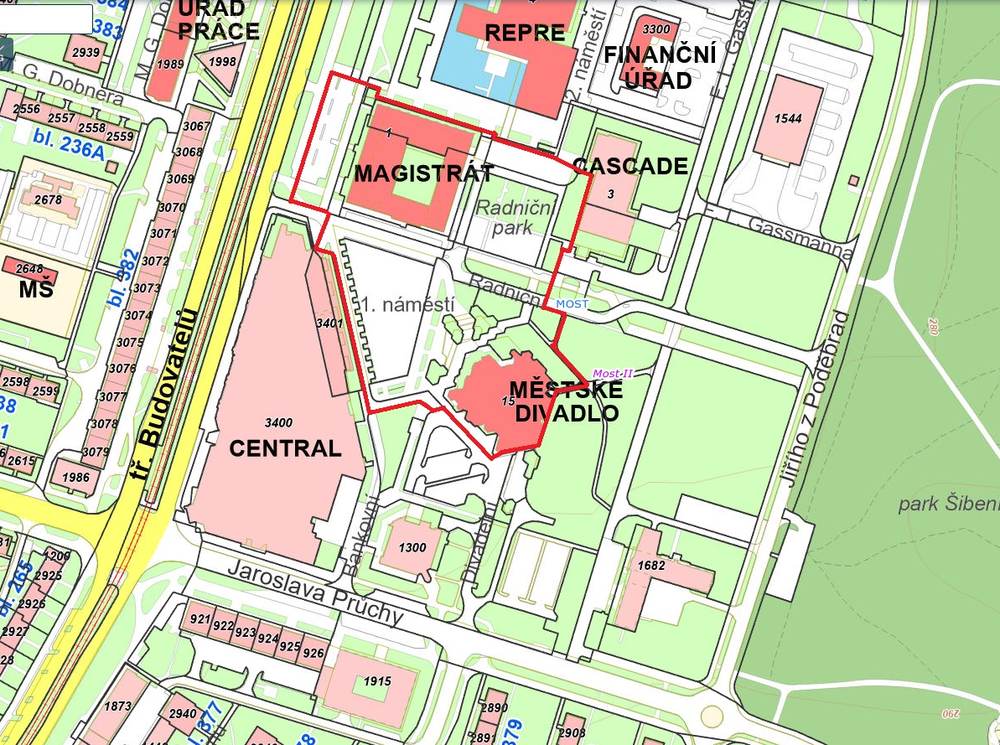 ÚŘAD
PRÁCE
383
2939
1989
1998
M. G. Dobnera
2556
2557
2558
2559
bl. 236A
3067
3068
3069
3070
3071
3072
3073
3074
3075
3076
3077
3078
3079
2678
2648
MŠ
bl. 382
tř. Budovatelů
2598
2599
2615
1986
REPRE
2. náměstí
3300
FINANČNÍ
ÚŘAD
1544
1
MAGISTRÁT
CASCADE
3
Radniční
park
F. L. Gassmanna
1. náměstí
Radniční
MOST
3401
Most II
MĚSTSKÉ
DIVADLO
15
3400
CENTRAL
Jiřího z Poděbrad
280
park Šibeni
Bankovní
1300
Divadelní
1682
Jaroslava Průchy
1200
2925
2926
2927
bl. 265
921
922
923
924
925
926
1915
1873
2940
2890
2891
2908
290